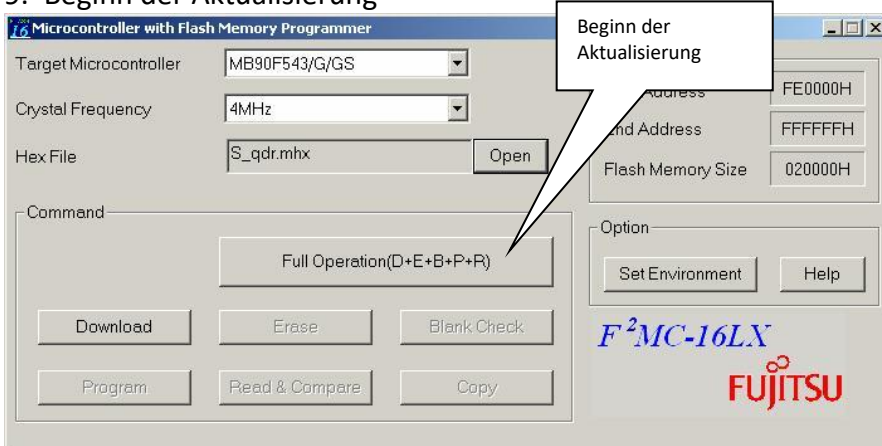 Beginn der Aktualisierung
Beginn der
Aktualisierung
Microcontroller with Flash Memory Programmer
Target Microcontroller MB90F543/G/GS
Address FE0000H
Crystal Frequency 4MHz
End Address FFFFFFH
Hex File S_qdr.mhx Open
Flash Memory Size 020000H
Command
Full Operation(D+E+B+P+R)
Option
Set Environment Help
Download Erase Blank Check
Program Read & Compare Copy
F²MC-16LX
FUJITSU